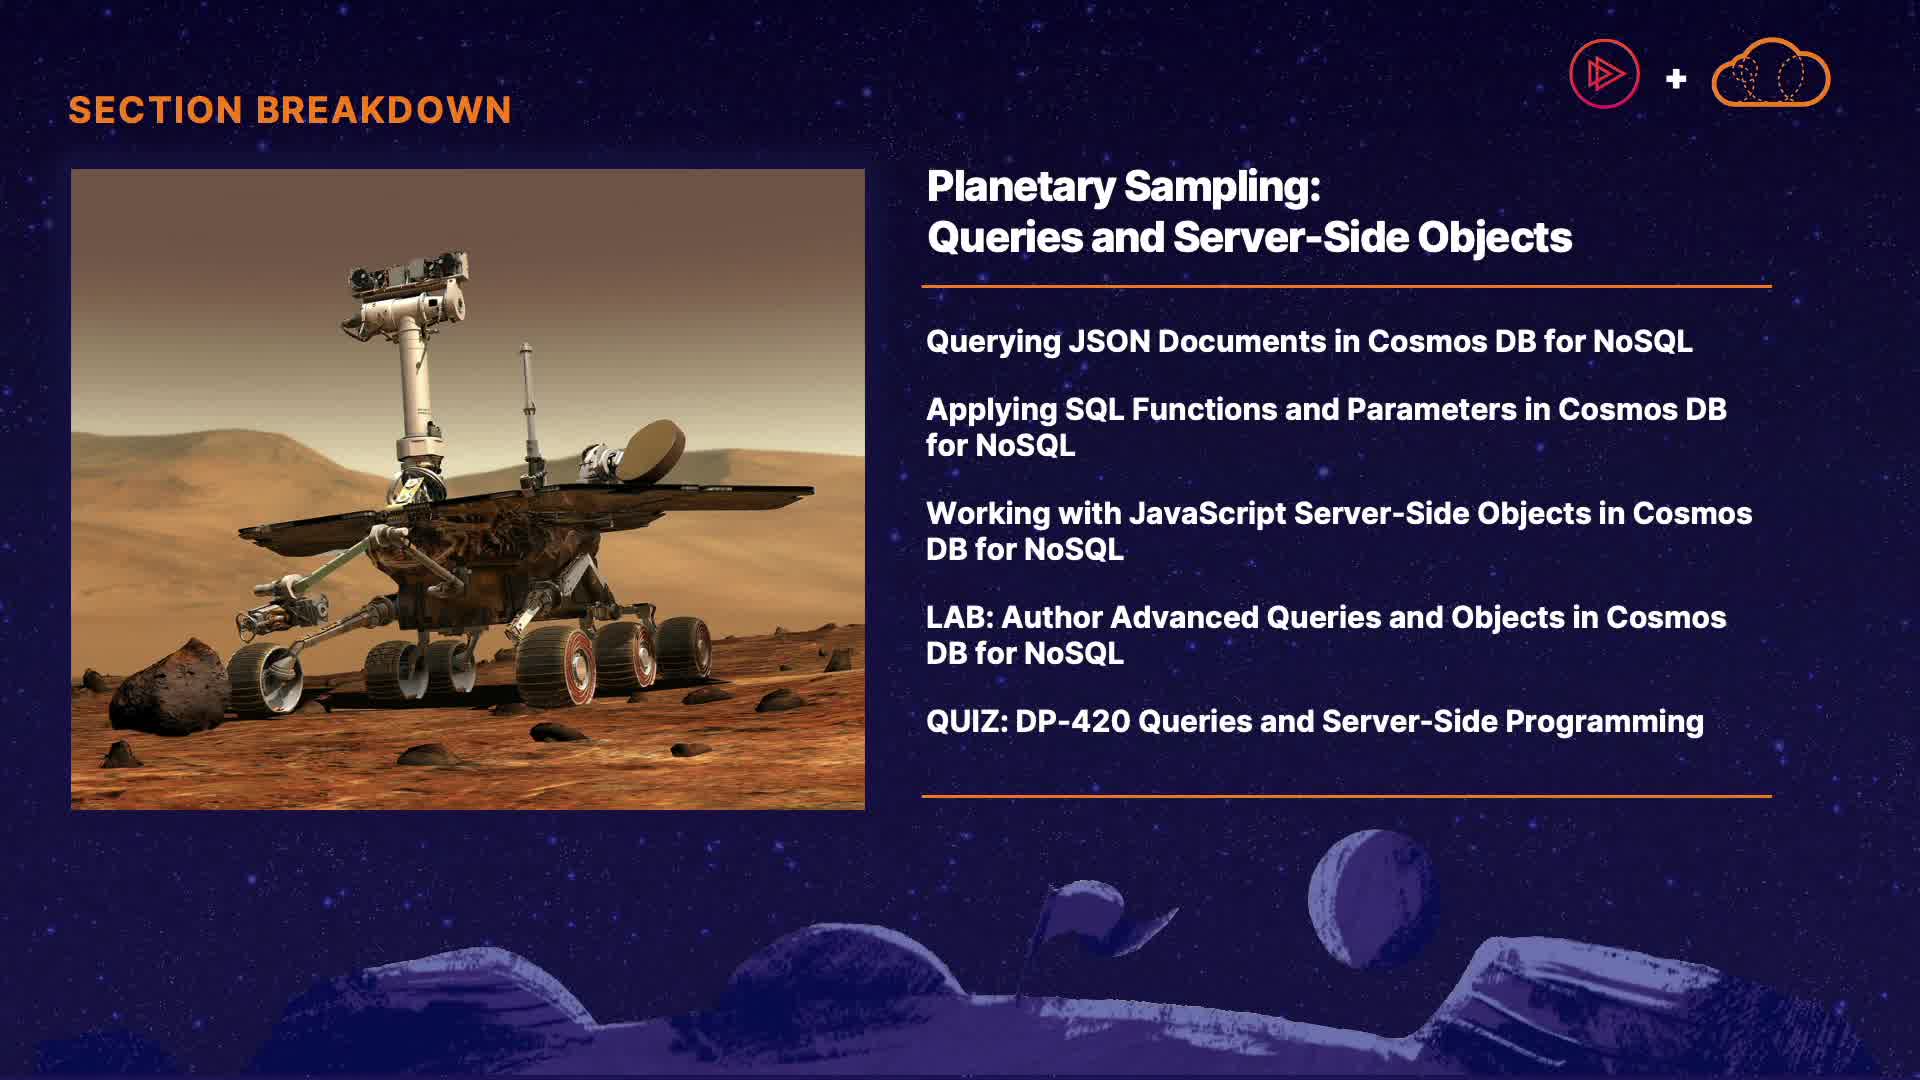 SECTION BREAKDOWN
Planetary Sampling:
Queries and Server-Side Objects
Querying JSON Documents in Cosmos DB for NoSQL
Applying SQL Functions and Parameters in Cosmos DB
for NoSQL
Working with JavaScript Server-Side Objects in Cosmos
DB for NoSQL
LAB: Author Advanced Queries and Objects in Cosmos
DB for NoSQL
QUIZ: DP-420 Queries and Server-Side Programming